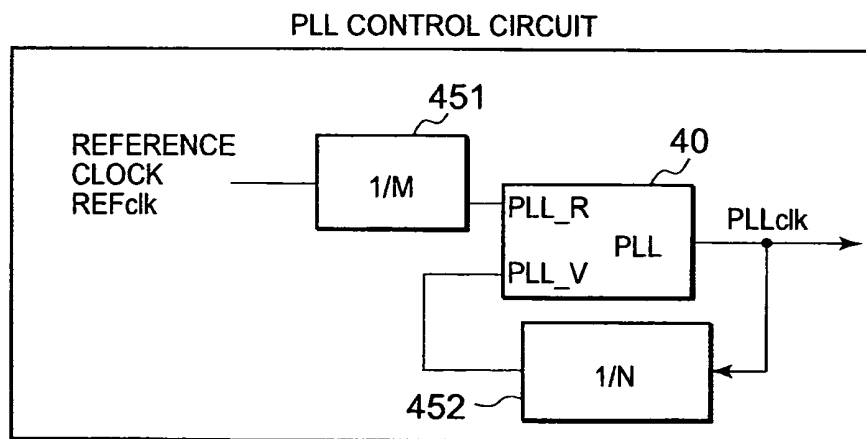 PLL CONTROL CIRCUIT
451
REFERENCE
CLOCK
REFclk
1/M
40
PLL_R
PLL
PLL_V
PLLclk
1/N
452